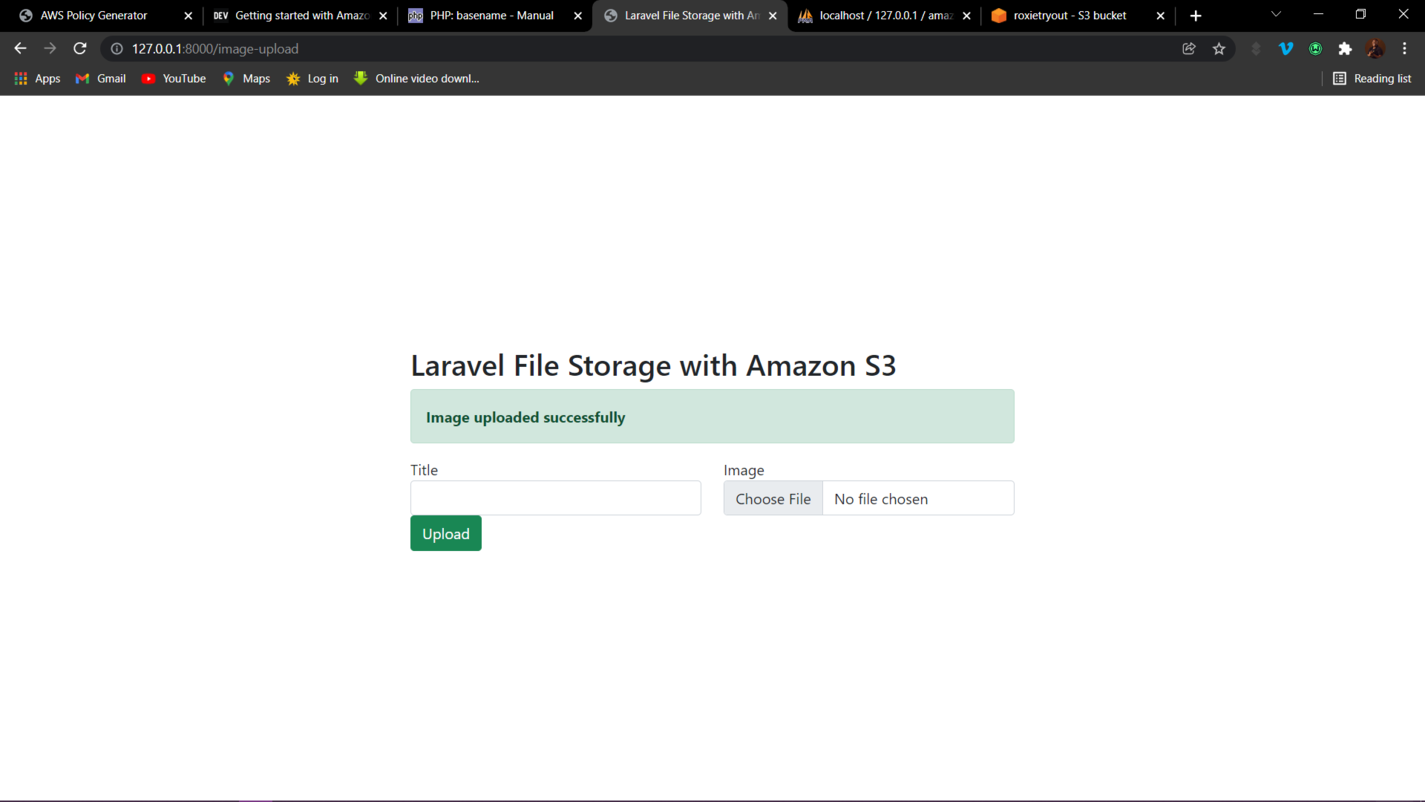 AWS Policy Generator
DEV Getting started with Amazo
php PHP: basename - Manual
Laravel File Storage with An
localhost / 127.0.0.1 / amaz
roxietryout - S3 bucket
127.0.0.1:8000/image-upload
Apps Gmail YouTube Maps Log in Online video downl... Reading list
Laravel File Storage with Amazon S3
Image uploaded successfully
Title Image
Choose File No file chosen
Upload